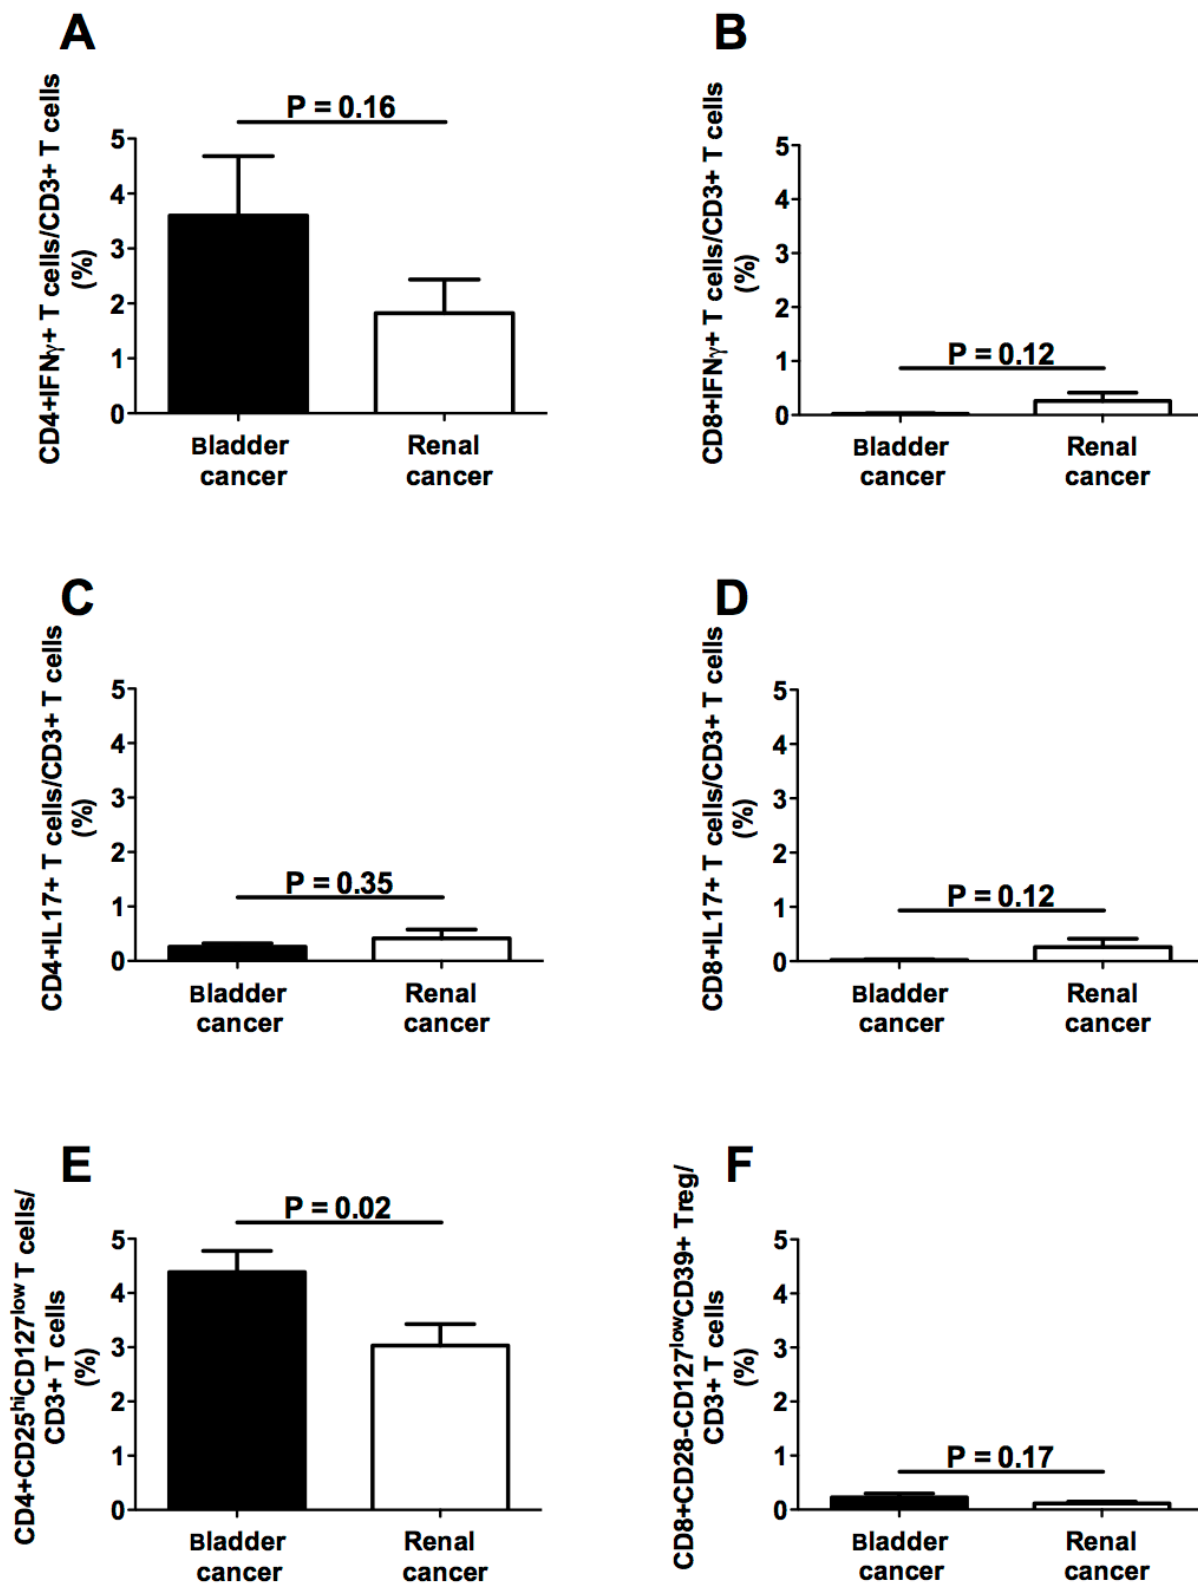 A
CD4+IFNγ+ T cells/CD3+ T cells
(%)
P = 0.16
5
4
3
2
1
0
Bladder
cancer
Renal
cancer
B
CD8+IFNγ+ T cells/CD3+ T cells
(%)
5
4
3
2
1
0
P = 0.12
Bladder
cancer
Renal
cancer
C
CD4+IL17+ T cells/CD3+ T cells
(%)
5
4
3
2
1
0
P = 0.35
Bladder
cancer
Renal
cancer
D
CD8+IL17+ T cells/CD3+ T cells
(%)
5
4
3
2
1
0
P = 0.12
Bladder
cancer
Renal
cancer
E
CD4+CD25hiCD127low T cells/
CD3+ T cells
(%)
P = 0.02
5
4
3
2
1
0
Bladder
cancer
Renal
cancer
F
CD8+CD28-CD127lowCD39+ Treg/
CD3+ T cells
(%)
5
4
3
2
1
0
P = 0.17
Bladder
cancer
Renal
cancer